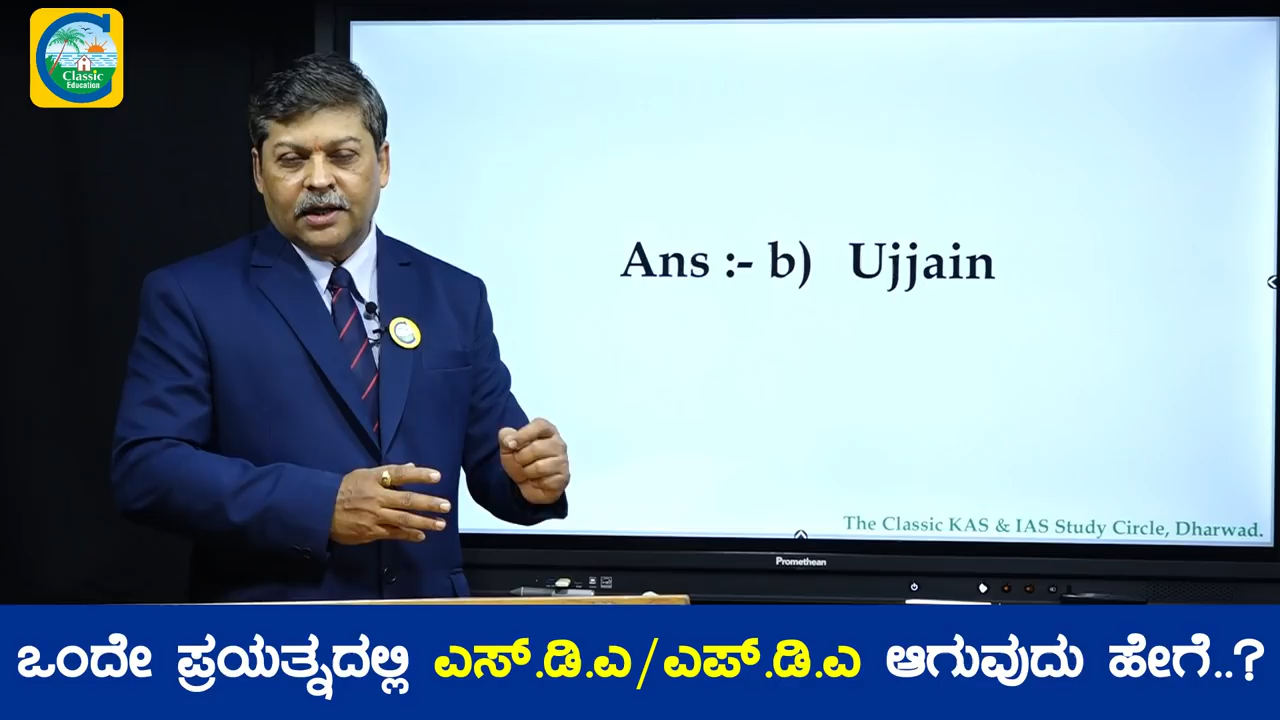 Classic
Education
Ans :- b) Ujjain
The Classic KAS & IAS Study Circle, Dharwad.
Promethean
ಒಂದೇ ಪ್ರಯತ್ನದಲ್ಲಿ ಎಸ್.ಡಿ.ಎ/ಎಫ್.ಡಿ.ಎ ಆಗುವುದು ಹೇಗೆ..?